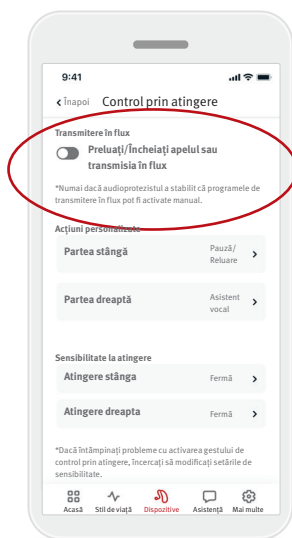 9:41
Înapoi Control prin atingere
Transmitere în flux
Preluați/Încheiați apelul sau
transmisia în flux
*Numai dacă audioprotezistul a stabilit că programele de
transmitere în flux pot fi activate manual.
Acțiuni personalizate
Partea stângă Pauză/
Reluare
Partea dreaptă Asistent
vocal
Sensibilitate la atingere
Atingere stânga Fermă
Atingere dreapta Fermă
*Dacă întâmpinați probleme cu activarea gestului de
control prin atingere, încercați să modificați setările de
sensibilitate.
Acasă Stil de viață Dispozitive Asistență Mai multe